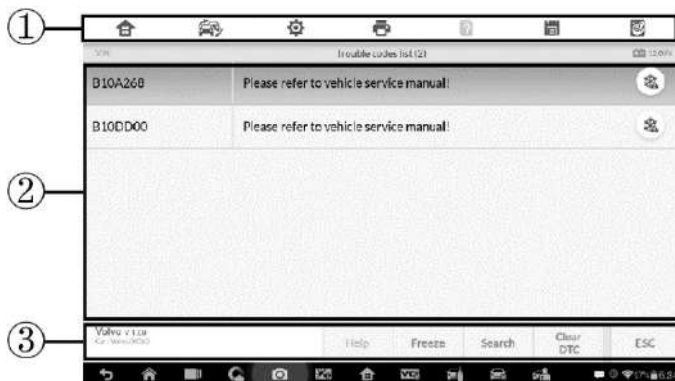 ①
Trouble codes list (2)
B10A268 Please refer to vehicle service manual!
B10DD00 Please refer to vehicle service manual!
②
③
Volvo
Help Freeze Search Clear DTC ESC